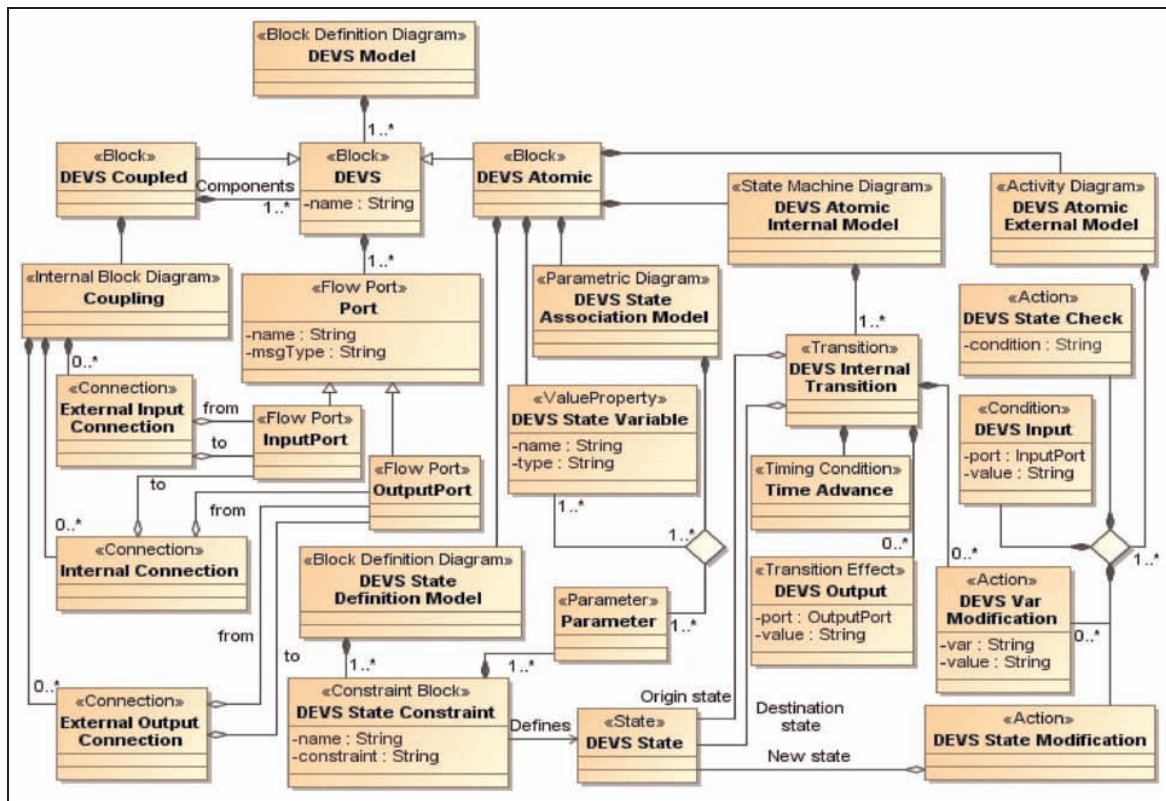 «Block Definition Diagram»
DEVS Model
1..*
«Block»
DEVS Coupled
Components
1..*
«Block»
DEVS
-name : String
«Block»
DEVS Atomic
«State Machine Diagram»
DEVS Atomic
Internal Model
«Activity Diagram»
DEVS Atomic
External Model
1..*
«Internal Block Diagram»
Coupling
«Flow Port»
Port
-name : String
-msgType : String
«Parametric Diagram»
DEVS State
Association Model
1..*
«Action»
DEVS State Check
-condition : String
0..*
«Connection»
External Input
Connection
from
to
«Flow Port»
InputPort
«ValueProperty»
DEVS State Variable
-name : String
-type : String
«Transition»
DEVS Internal
Transition
«Condition»
DEVS Input
-port : InputPort
-value : String
to
from
«Flow Port»
OutputPort
«Timing Condition»
Time Advance
0..*
1..*
1..*
0..*
0..*
1..*
«Connection»
Internal Connection
«Block Definition Diagram»
DEVS State
Definition Model
«Parameter»
Parameter
1..*
«Transition Effect»
DEVS Output
-port : OutputPort
-value : String
«Action»
DEVS Var
Modification
-var : String
-value : String
0..*
from
to
1..*
1..*
0..*
«Connection»
External Output
Connection
«Constraint Block»
DEVS State Constraint
-name : String
-constraint : String
Defines
Origin state
«State»
DEVS State
Destination
state
New state
«Action»
DEVS State Modification